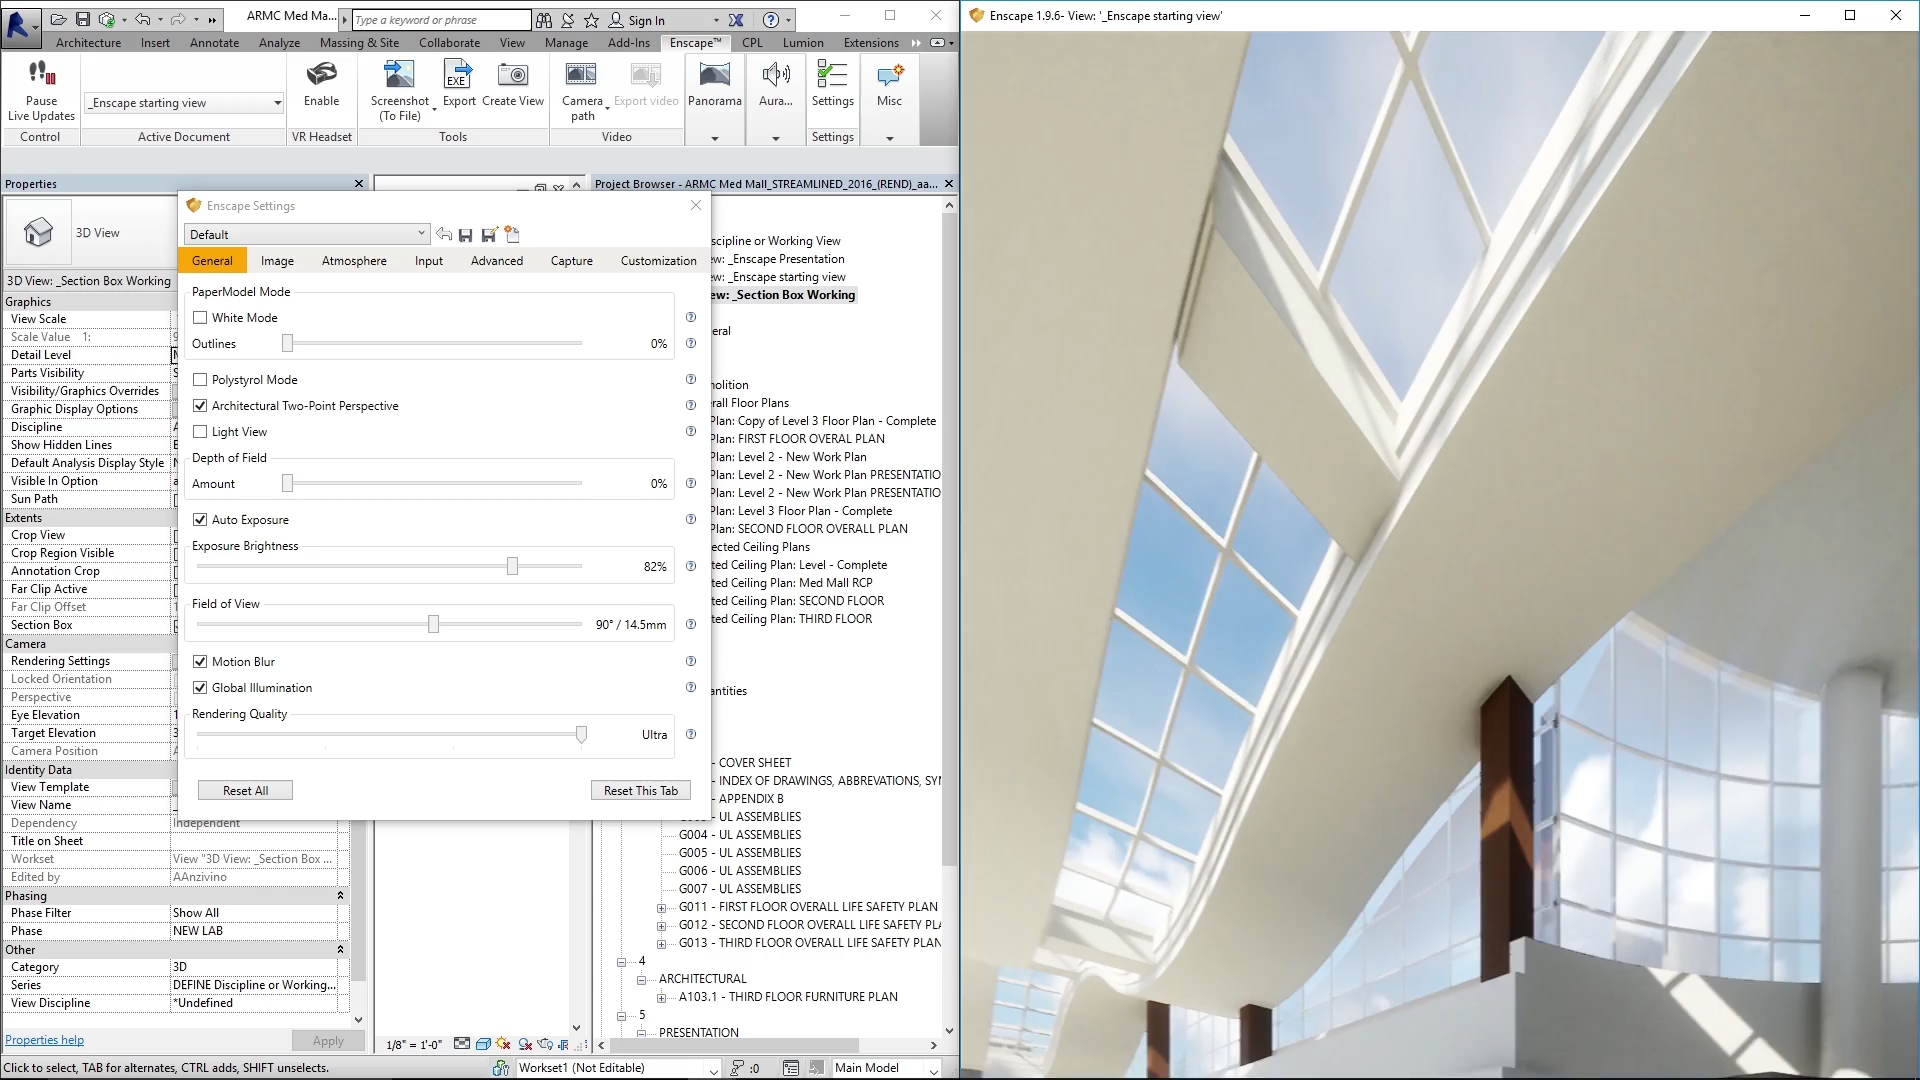 ARMC Med Ma...
Type a keyword or phrase
Sign In
Architecture Insert Annotate Analyze Massing & Site Collaborate View Manage Add-Ins Enscape™ CPL Lumion Extensions
Pause
Live Updates
_Enscape starting view
Enable
Screenshot
(To File)
EXE
Export
Create View
Camera
path
Export video
Panorama
Aura...
Settings
Misc
Control Active Document VR Headset Tools Video Settings
Properties
3D View
3D View: _Section Box Working
Graphics
View Scale
Scale Value 1:
Detail Level
Parts Visibility
Visibility/Graphics Overrides
Graphic Display Options
Discipline
Show Hidden Lines
Default Analysis Display Style
Visible In Option
Sun Path
Extents
Crop View
Crop Region Visible
Annotation Crop
Far Clip Active
Far Clip Offset
Section Box
Camera
Rendering Settings
Locked Orientation
Perspective
Eye Elevation
Target Elevation
Camera Position
Identity Data
View Template
View Name
Dependency Independent
Title on Sheet
Workset View "3D View: _Section Box ...
Edited by AAnzivino
Phasing
Phase Filter Show All
Phase NEW LAB
Other
Category 3D
Series DEFINE Discipline or Working...
View Discipline *Undefined
Properties help
Apply
Enscape Settings
Default
General Image Atmosphere Input Advanced Capture Customization
PaperModel Mode
White Mode
Outlines 0%
Polystyrol Mode
Architectural Two-Point Perspective
Light View
Depth of Field
Amount 0%
Auto Exposure
Exposure Brightness
82%
Field of View
90° / 14.5mm
Motion Blur
Global Illumination
Rendering Quality
Ultra
Reset All
Reset This Tab
Project Browser - ARMC Med Mall_STREAMLINED_2016_(REND)_aa...
scipline or Working View
ew: _Enscape Presentation
ew: _Enscape starting view
ew: _Section Box Working
eral
nolition
rall Floor Plans
Plan: Copy of Level 3 Floor Plan - Complete
Plan: FIRST FLOOR OVERAL PLAN
Plan: Level 2 - New Work Plan
Plan: Level 2 - New Work Plan PRESENTATIO
Plan: Level 2 - New Work Plan PRESENTATIO
Plan: Level 3 Floor Plan - Complete
Plan: SECOND FLOOR OVERALL PLAN
ected Ceiling Plans
ted Ceiling Plan: Level - Complete
ted Ceiling Plan: Med Mall RCP
ted Ceiling Plan: SECOND FLOOR
ted Ceiling Plan: THIRD FLOOR
antities
- COVER SHEET
- INDEX OF DRAWINGS, ABBREVATIONS, SYM
- APPENDIX B
- UL ASSEMBLIES
G004 - UL ASSEMBLIES
G005 - UL ASSEMBLIES
G006 - UL ASSEMBLIES
G007 - UL ASSEMBLIES
G011 - FIRST FLOOR OVERALL LIFE SAFETY PLAN
G012 - SECOND FLOOR OVERALL LIFE SAFETY PLA
G013 - THIRD FLOOR OVERALL LIFE SAFETY PLAN
4
ARCHITECTURAL
A103.1 - THIRD FLOOR FURNITURE PLAN
5
PRESENTATION
1/8" = 1'-0"
Click to select, TAB for alternates, CTRL adds, SHIFT unselects.
Workset1 (Not Editable)
:0
Main Model
Enscape 1.9.6- View: '_Enscape starting view'